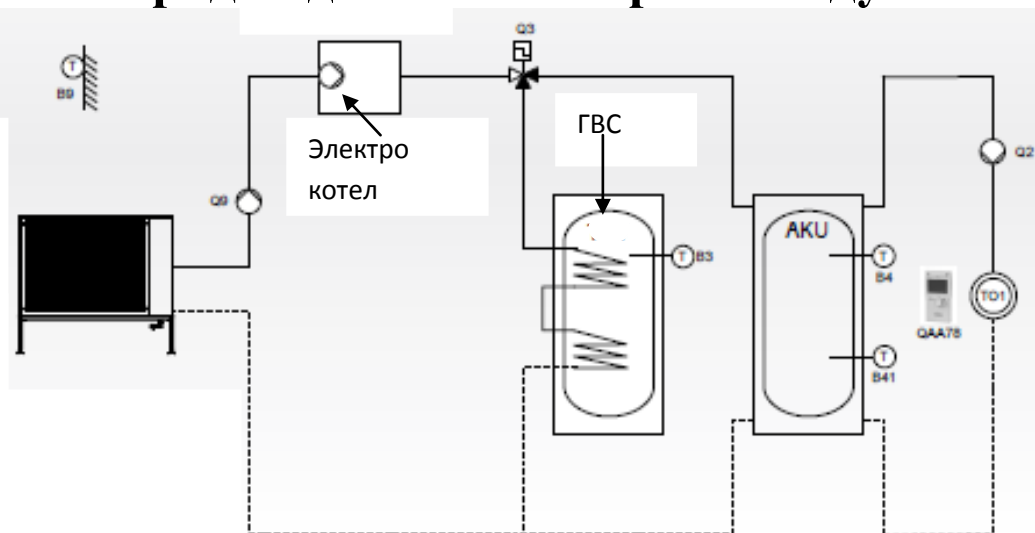 Q3
T
B9
Электро
котел
ГВС
Q9
Q2
AKU
T B3
T
B4
TO1
QAA78
T
B41